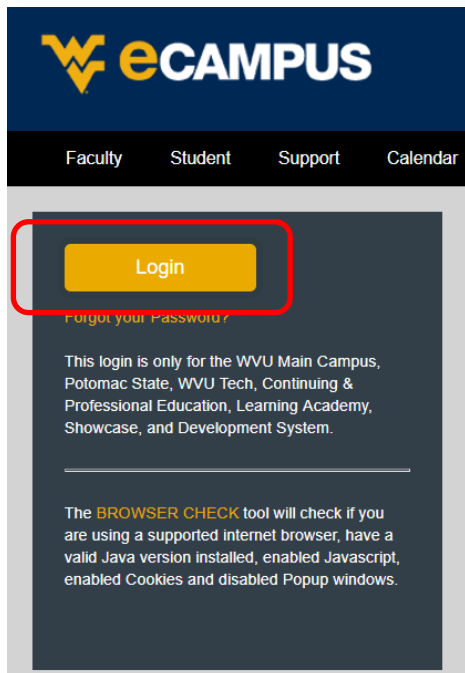 WV eCAMPUS
Faculty Student Support Calendar
Login
Forgot your Password?
This login is only for the WVU Main Campus,
Potomac State, WVU Tech, Continuing &
Professional Education, Learning Academy,
Showcase, and Development System.
The BROWSER CHECK tool will check if you
are using a supported internet browser, have a
valid Java version installed, enabled Javascript,
enabled Cookies and disabled Popup windows.